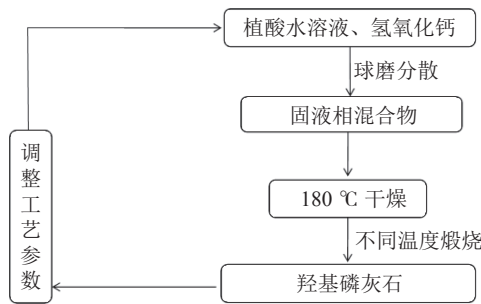 植酸水溶液、氢氧化钙
球磨分散
固液相混合物
180 ℃ 干燥
不同温度煅烧
羟基磷灰石
调整工艺参数